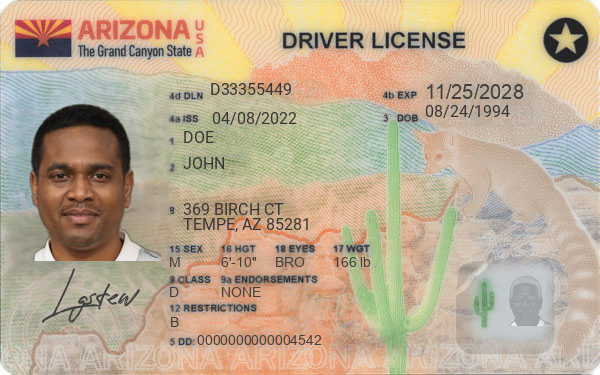 ARIZONA USA
The Grand Canyon State
DRIVER LICENSE
4d DLN D33355449
4b EXP 11/25/2028
4a ISS 04/08/2022
3 DOB 08/24/1994
1 DOE
2 JOHN
8 369 BIRCH CT
TEMPE, AZ 85281
15 SEX 16 HGT 18 EYES 17 WGT
M 6'-10" BRO 166 lb
9 CLASS 9a ENDORSEMENTS
D NONE
12 RESTRICTIONS
B
5 DD: 0000000000004542
ARIZONA ARIZONA ARIZONA ARIZONA